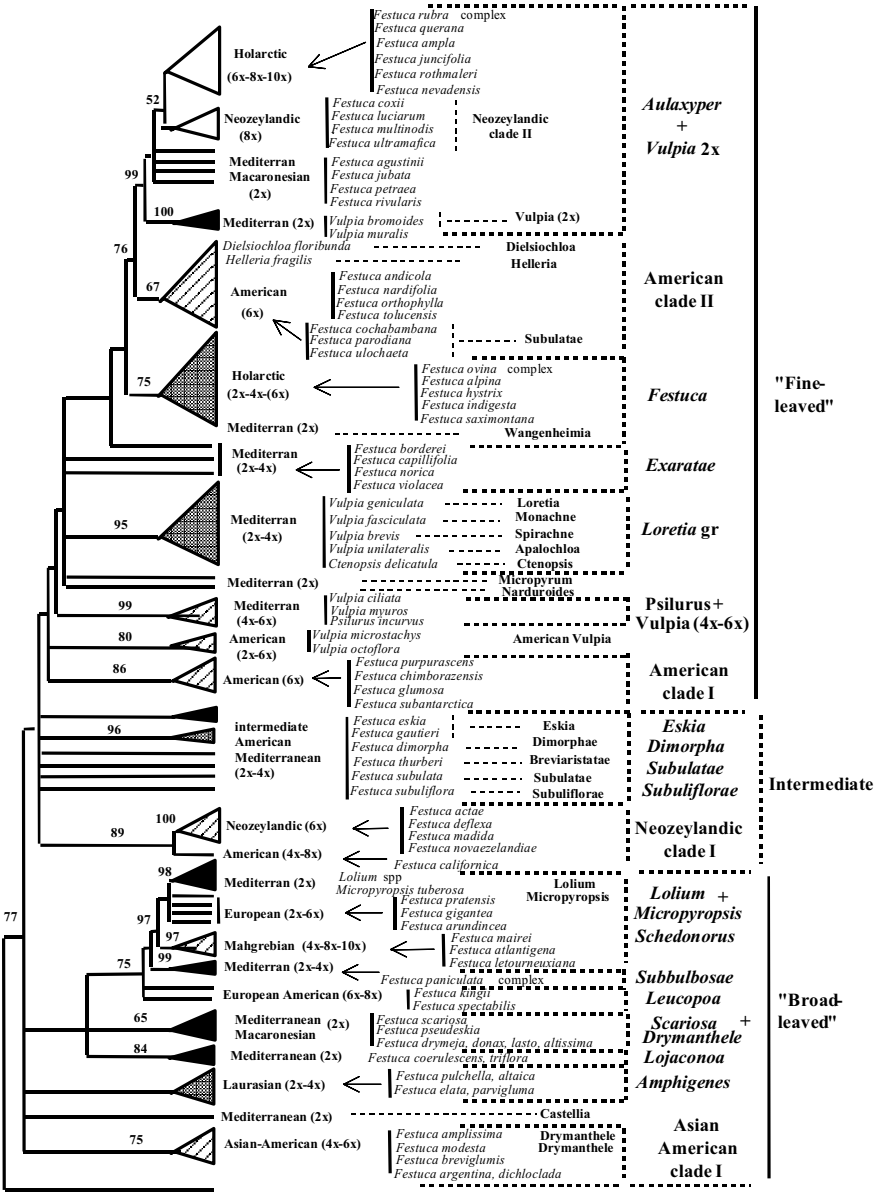 Festuca rubra complex
Festuca querana
Festuca ampla
Festuca juncifolia
Festuca rothmaleri
Festuca nevadensis
Holarctic
(6x-8x-10x)
52
Neozeylandic
(8x)
Festuca coxii
Festuca luciarum
Festuca multinodis
Festuca ultramafica
Neozeylandic
clade II
Aulaxyper
+
Vulpia 2x
Mediterran
Macaronesian
(2x)
Festuca agustinii
Festuca jubata
Festuca petraea
Festuca rivularis
99
100
Mediterran (2x)
Vulpia bromoides
Vulpia muralis
Vulpia (2x)
76
Dielsiochloa floribunda
Dielsiochloa
Helleria fragilis
Helleria
67
American
(6x)
Festuca andicola
Festuca nardifolia
Festuca orthophylla
Festuca tolucensis
Festuca cochabambana
Festuca parodiana
Festuca ulochaeta
Subulatae
American
clade II
75
Holarctic
(2x-4x-(6x)
Festuca ovina complex
Festuca alpina
Festuca hystrix
Festuca indigesta
Festuca saximontana
Festuca
"Fine-
leaved"
Mediterran (2x)
Wangenheimia
Mediterran
(2x-4x)
Festuca borderei
Festuca capillifolia
Festuca norica
Festuca violacea
Exaratae
95
Mediterran
(2x-4x)
Vulpia geniculata
Loretia
Vulpia fasciculata
Monachne
Vulpia brevis
Spirachne
Vulpia unilateralis
Apalochloa
Ctenopsis delicatula
Ctenopsis
Loretia gr
Mediterran (2x)
Micropyrum
Narduroides
99
Mediterran
(4x-6x)
Vulpia ciliata
Vulpia myuros
Psilurus incurvus
Psilurus+
Vulpia (4x-6x)
80
American
(2x-6x)
Vulpia microstachys
Vulpia octoflora
American Vulpia
86
American (6x)
Festuca purpurascens
Festuca chimborazensis
Festuca glumosa
Festuca subantarctica
American
clade I
96
intermediate
American
Mediterranean
(2x-4x)
Festuca eskia
Festuca gautieri
Eskia
Festuca dimorpha
Dimorphae
Festuca thurberi
Breviaristatae
Festuca subulata
Subulatae
Festuca subuliflora
Subuliflorae
Eskia
Dimorpha
Subulatae
Subuliflorae
Intermediate
100
89
Neozeylandic (6x)
Festuca actae
Festuca deflexa
Festuca madida
Festuca novaezelandiae
American (4x-8x)
Festuca californica
Neozeylandic
clade I
98
Mediterran (2x)
Lolium spp
Lolium
Micropyropsis tuberosa
Micropyropsis
European (2x-6x)
Festuca pratensis
Festuca gigantea
Festuca arundincea
Lolium +
Micropyropsis
Schedonorus
77
97
97
Mahgrebian (4x-8x-10x)
Festuca mairei
Festuca atlantigena
Festuca letourneuxiana
99
75
Mediterran (2x-4x)
Festuca paniculata complex
Subbulbosae
European American (6x-8x)
Festuca kingii
Festuca spectabilis
Leucopoa
"Broad-
leaved"
65
Mediterranean
Macaronesian
(2x)
Festuca scariosa
Festuca pseudeskia
Festuca drymeja, donax, lasto, altissima
Scariosa +
Drymanthele
84
Mediterranean (2x)
Festuca coerulescens, triflora
Lojaconoa
Laurasian (2x-4x)
Festuca pulchella, altaica
Festuca elata, parvigluma
Amphigenes
Mediterranean (2x)
Castellia
75
Asian-American (4x-6x)
Festuca amplissima
Drymanthele
Festuca modesta
Drymanthele
Festuca breviglumis
Festuca argentina, dichloclada
Asian
American
clade I